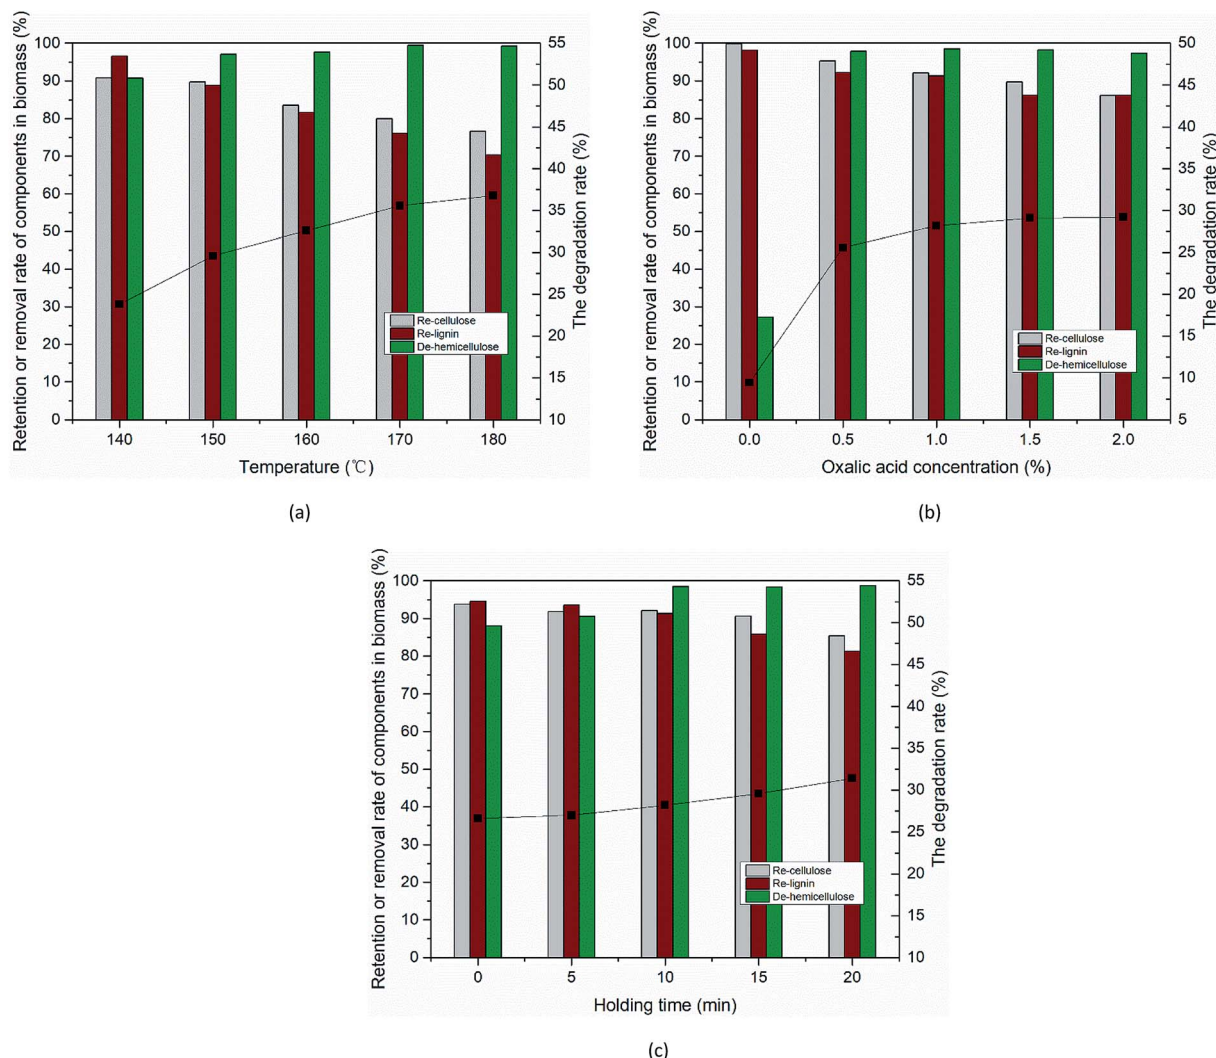 Retention or removal rate of components in biomass (%)
100
90
80
70
60
50
40
30
20
10
0
55
50
45
40
35
30
25
20
15
10
The degradation rate (%)
Re-cellulose
Re-lignin
De-hemicellulose
140 150 160 170 180
Temperature (℃)
(a)
Retention or removal rate of components in biomass (%)
100
90
80
70
60
50
40
30
20
10
0
50
45
40
35
30
25
20
15
10
5
The degradation rate (%)
Re-cellulose
Re-lignin
De-hemicellulose
0.0 0.5 1.0 1.5 2.0
Oxalic acid concentration (%)
(b)
Retention or removal rate of components in biomass (%)
100
90
80
70
60
50
40
30
20
10
0
55
50
45
40
35
30
25
20
15
10
The degradation rate (%)
Re-cellulose
Re-lignin
De-hemicellulose
0 5 10 15 20
Holding time (min)
(c)